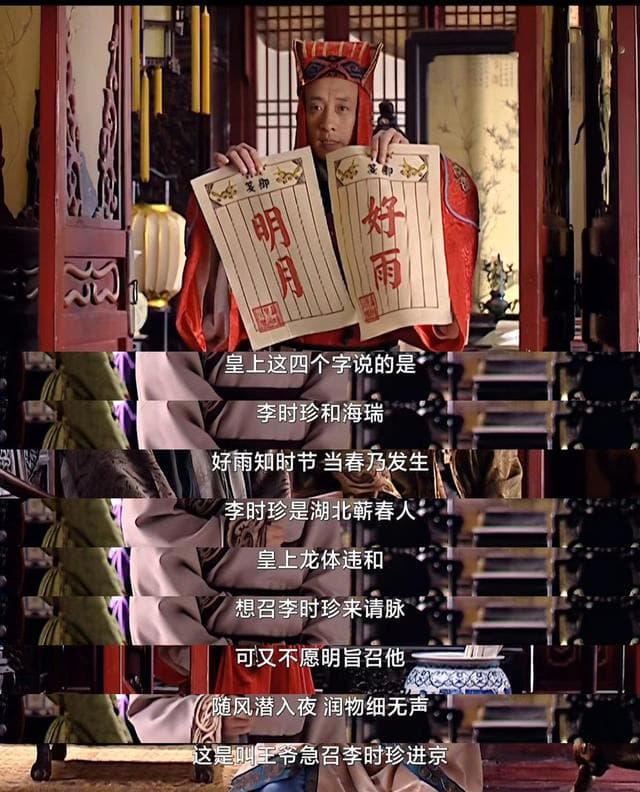 御笺
明月
御笺
好雨
皇上这四个字说的是
李时珍和海瑞
好雨知时节 当春乃发生
李时珍是湖北蕲春人
皇上龙体违和
想召李时珍来请脉
可又不愿明旨召他
随风潜入夜 润物细无声
这是叫王爷急召李时珍进京